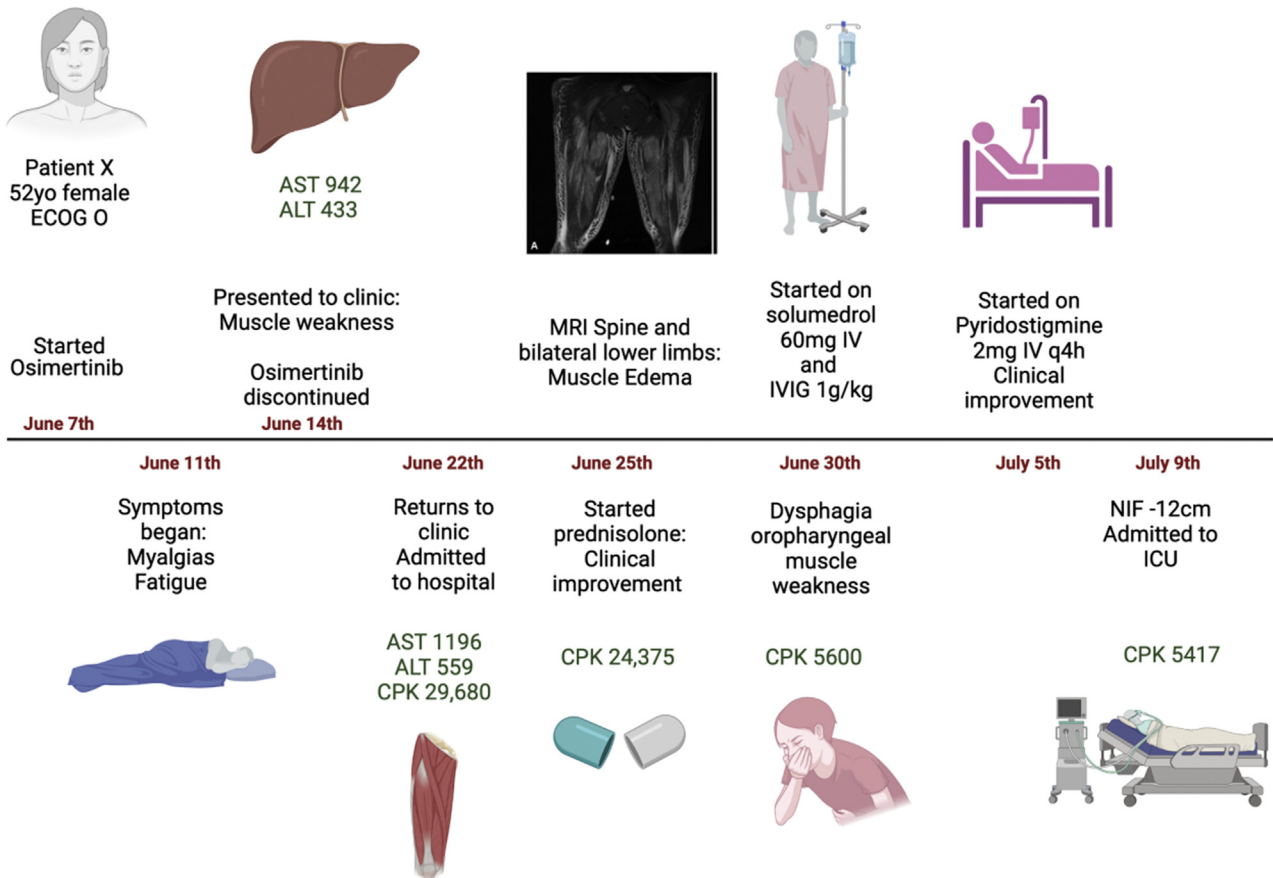 Patient X
52yo female
ECOG O
Started
Osimertinib
June 7th
AST 942
ALT 433
Presented to clinic:
Muscle weakness
Osimertinib
discontinued
June 14th
A
MRI Spine and
bilateral lower limbs:
Muscle Edema
Started on
solumedrol
60mg IV
and
IVIG 1g/kg
Started on
Pyridostigmine
2mg IV q4h
Clinical
improvement
June 11th
Symptoms
began:
Myalgias
Fatigue
June 22th
Returns to
clinic
Admitted
to hospital
AST 1196
ALT 559
CPK 29,680
June 25th
Started
prednisolone:
Clinical
improvement
CPK 24,375
June 30th
Dysphagia
oropharyngeal
muscle
weakness
CPK 5600
July 5th
July 9th
NIF -12cm
Admitted to
ICU
CPK 5417